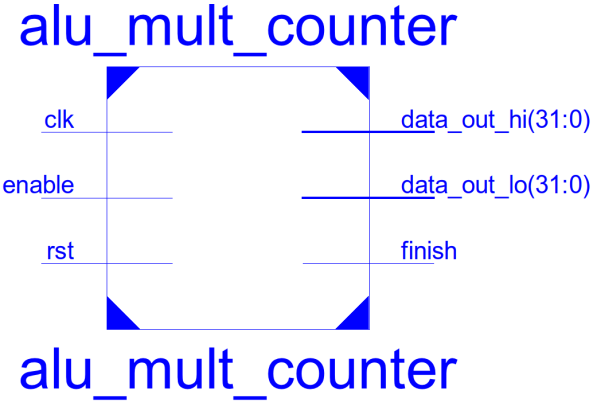 alu_mult_counter
clk
data_out_hi(31:0)
enable
data_out_lo(31:0)
rst
finish
alu_mult_counter